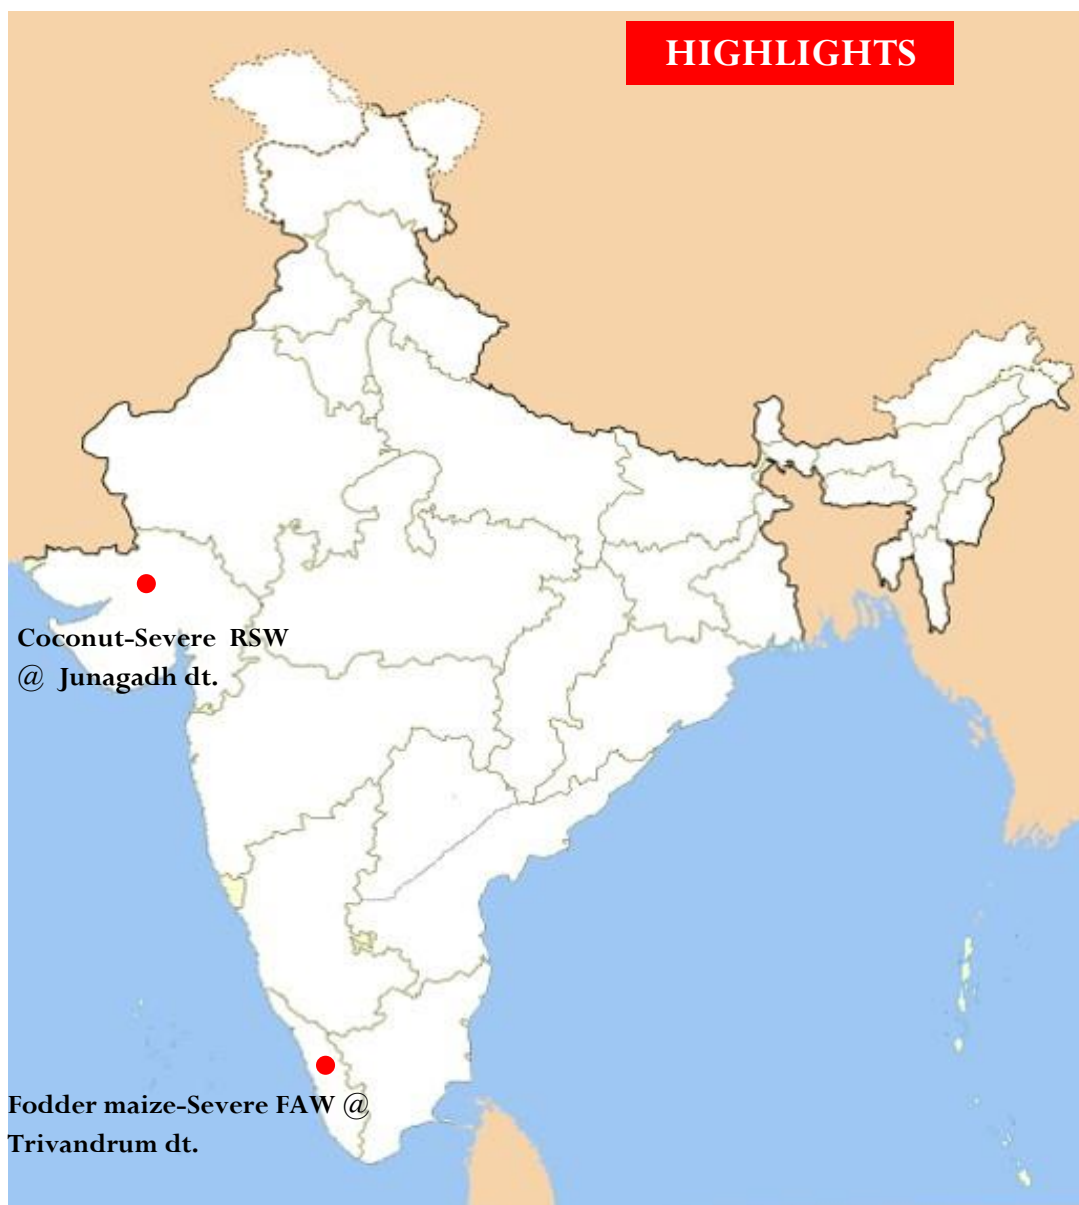 HIGHLIGHTS
Coconut-Severe RSW
@ Junagadh dt.
Fodder maize-Severe FAW @
Trivandrum dt.